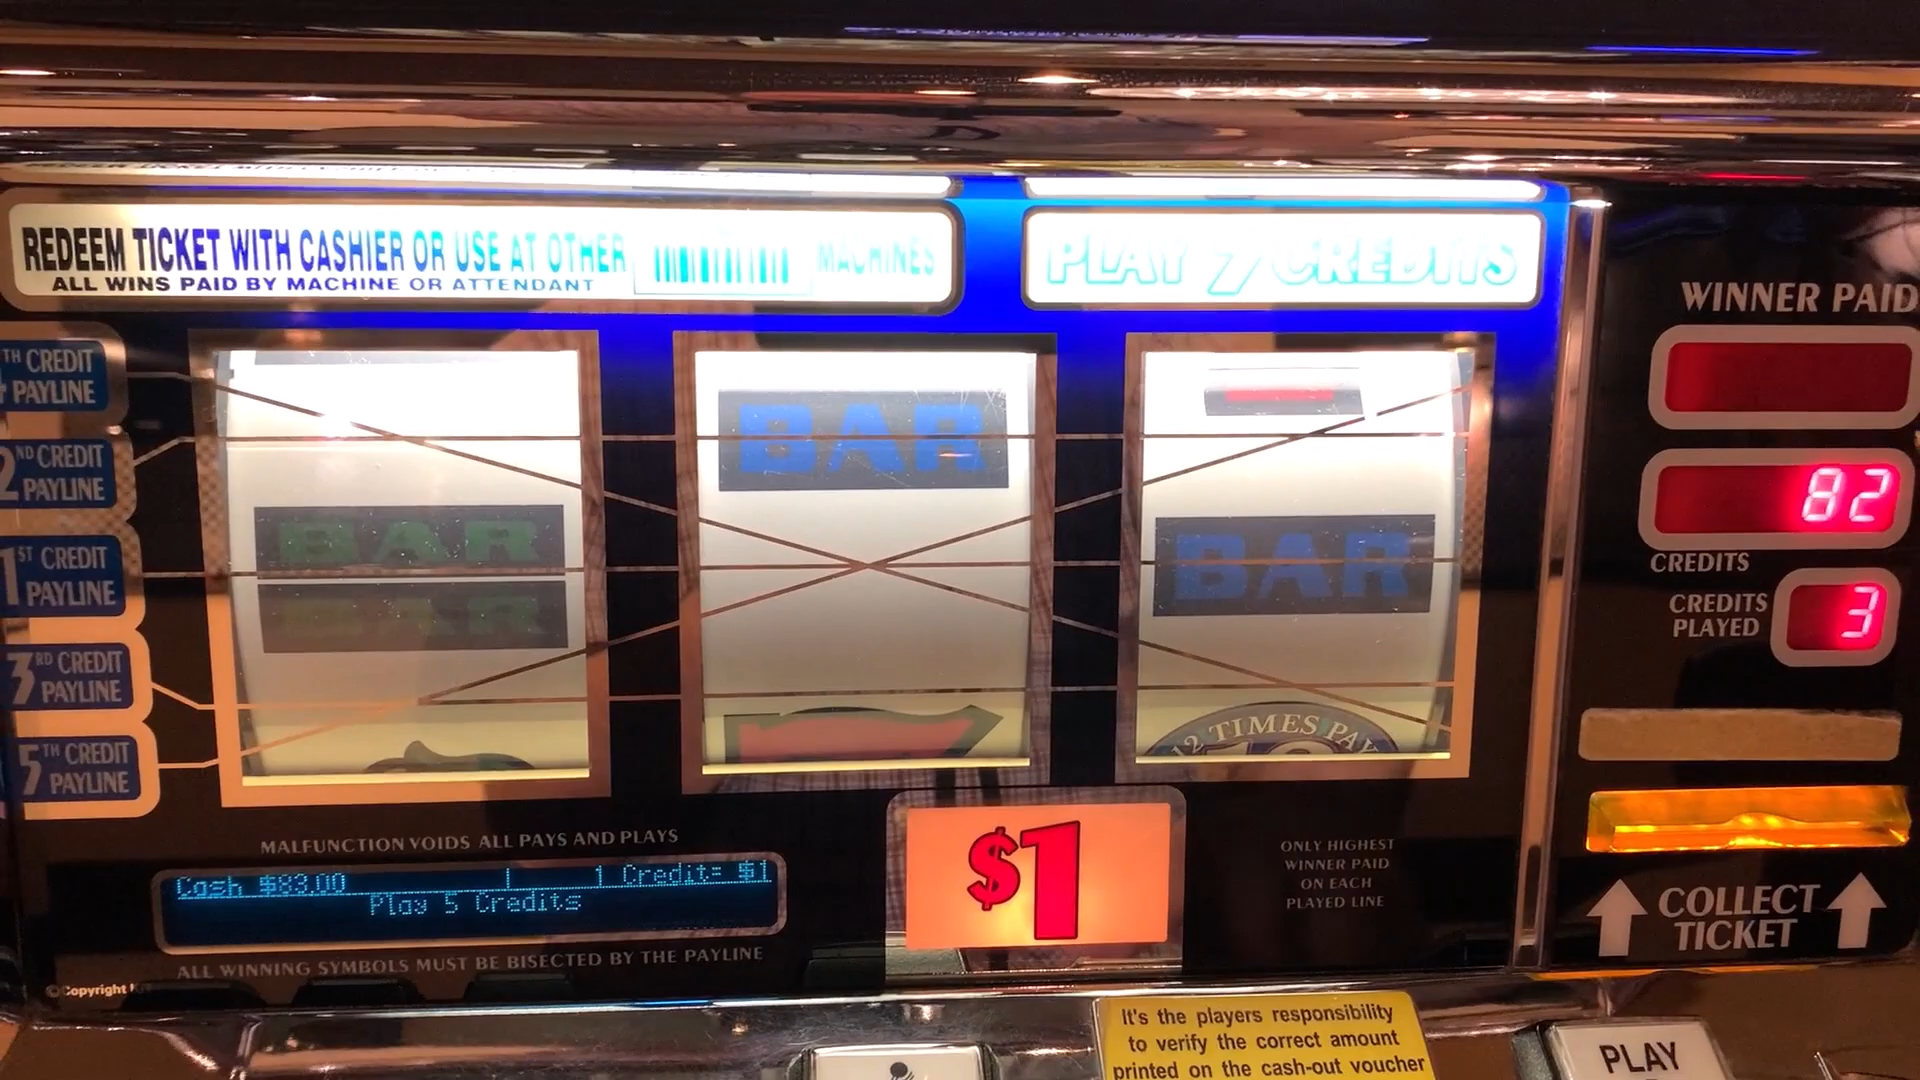 REDEEM TICKET WITH CASHIER OR USE AT OTHER MACHINES
ALL WINS PAID BY MACHINE OR ATTENDANT
PLAY 7 CREDITS
WINNER PAID
TH CREDIT
PAYLINE
2ND CREDIT
PAYLINE
1ST CREDIT
PAYLINE
3RD CREDIT
PAYLINE
5TH CREDIT
PAYLINE
BAR
BAR
BAR
BAR
12 TIMES PAY
82
CREDITS
CREDITS
PLAYED
3
MALFUNCTION VOIDS ALL PAYS AND PLAYS
Cash $83.00 1 Credit= $1
Play 5 Credits
ALL WINNING SYMBOLS MUST BE BISECTED BY THE PAYLINE
© Copyright
$1
ONLY HIGHEST
WINNER PAID
ON EACH
PLAYED LINE
COLLECT
TICKET
It's the players responsibility
to verify the correct amount
printed on the cash-out voucher
PLAY